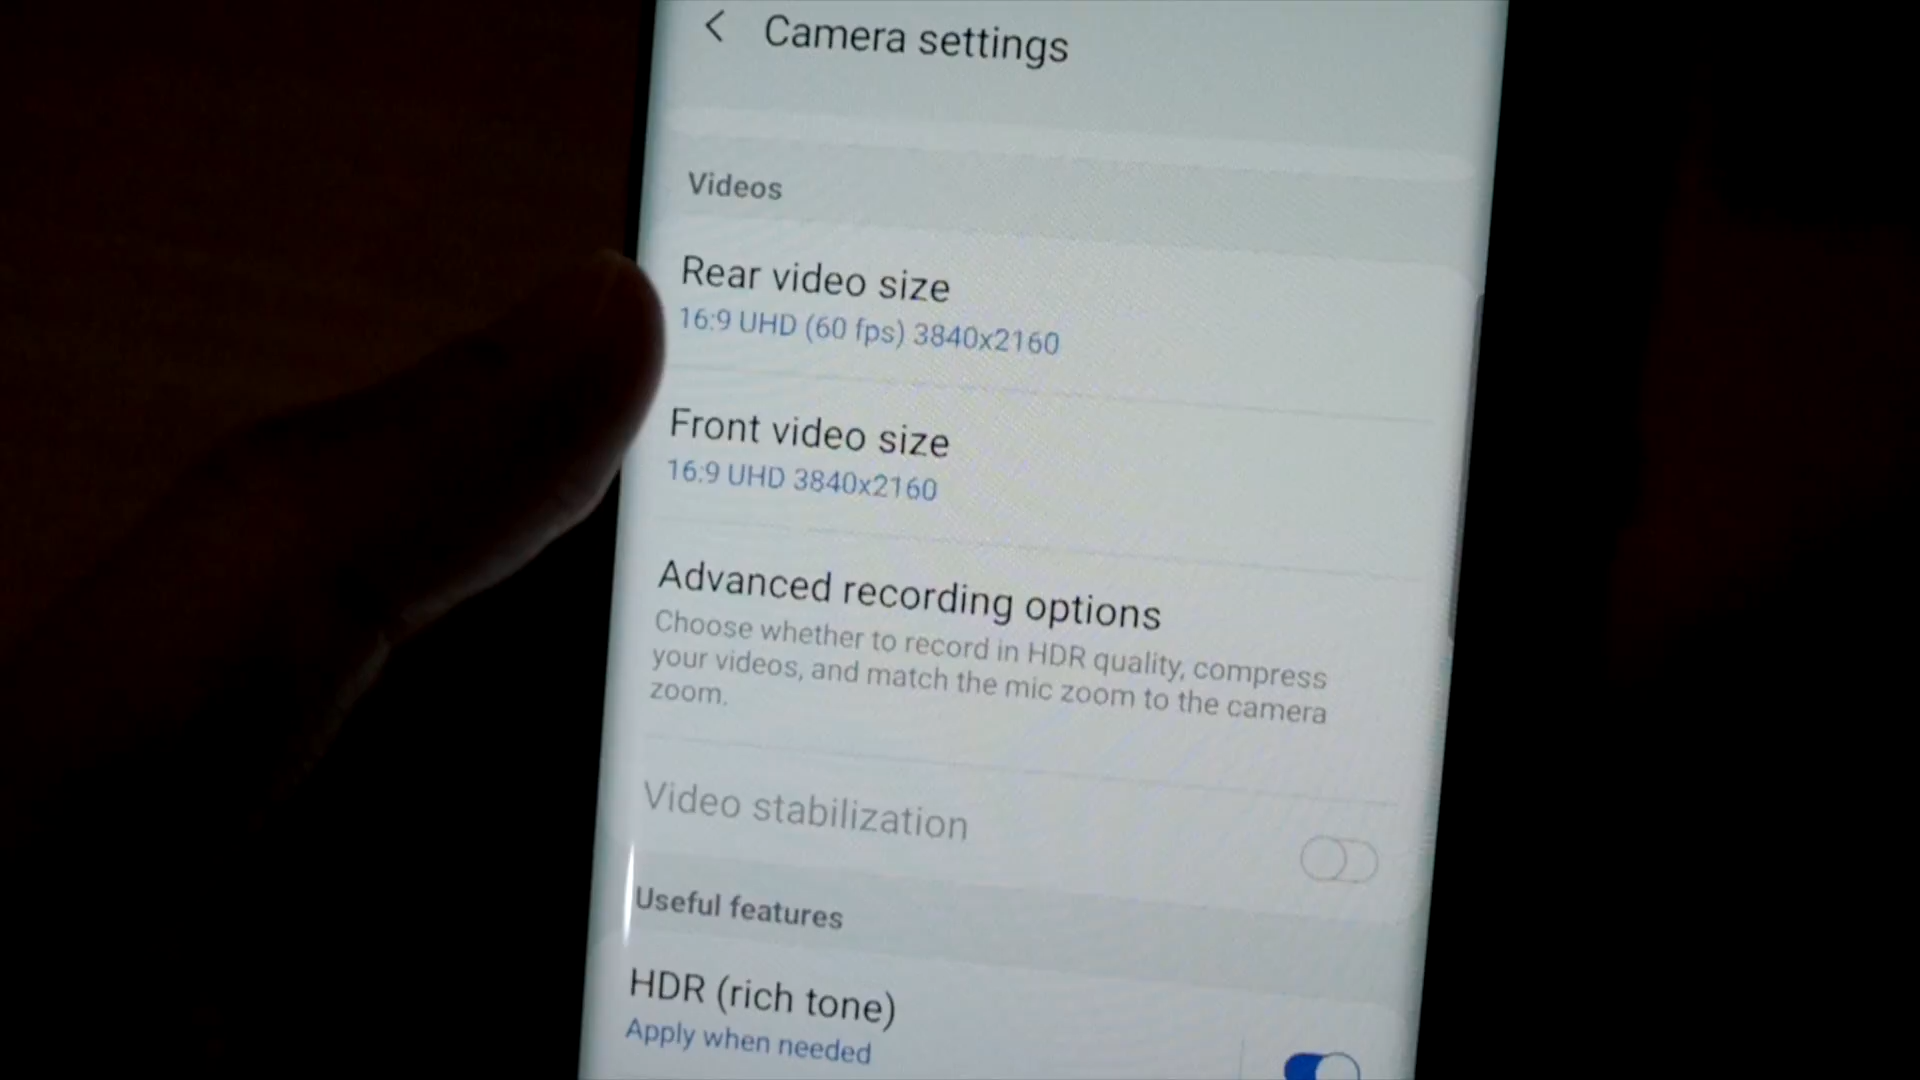 Camera settings
Videos
Rear video size
16:9 UHD (60 fps) 3840x2160
Front video size
16:9 UHD 3840x2160
Advanced recording options
Choose whether to record in HDR quality, compress
your videos, and match the mic zoom to the camera
zoom.
Video stabilization
Useful features
HDR (rich tone)
Apply when needed